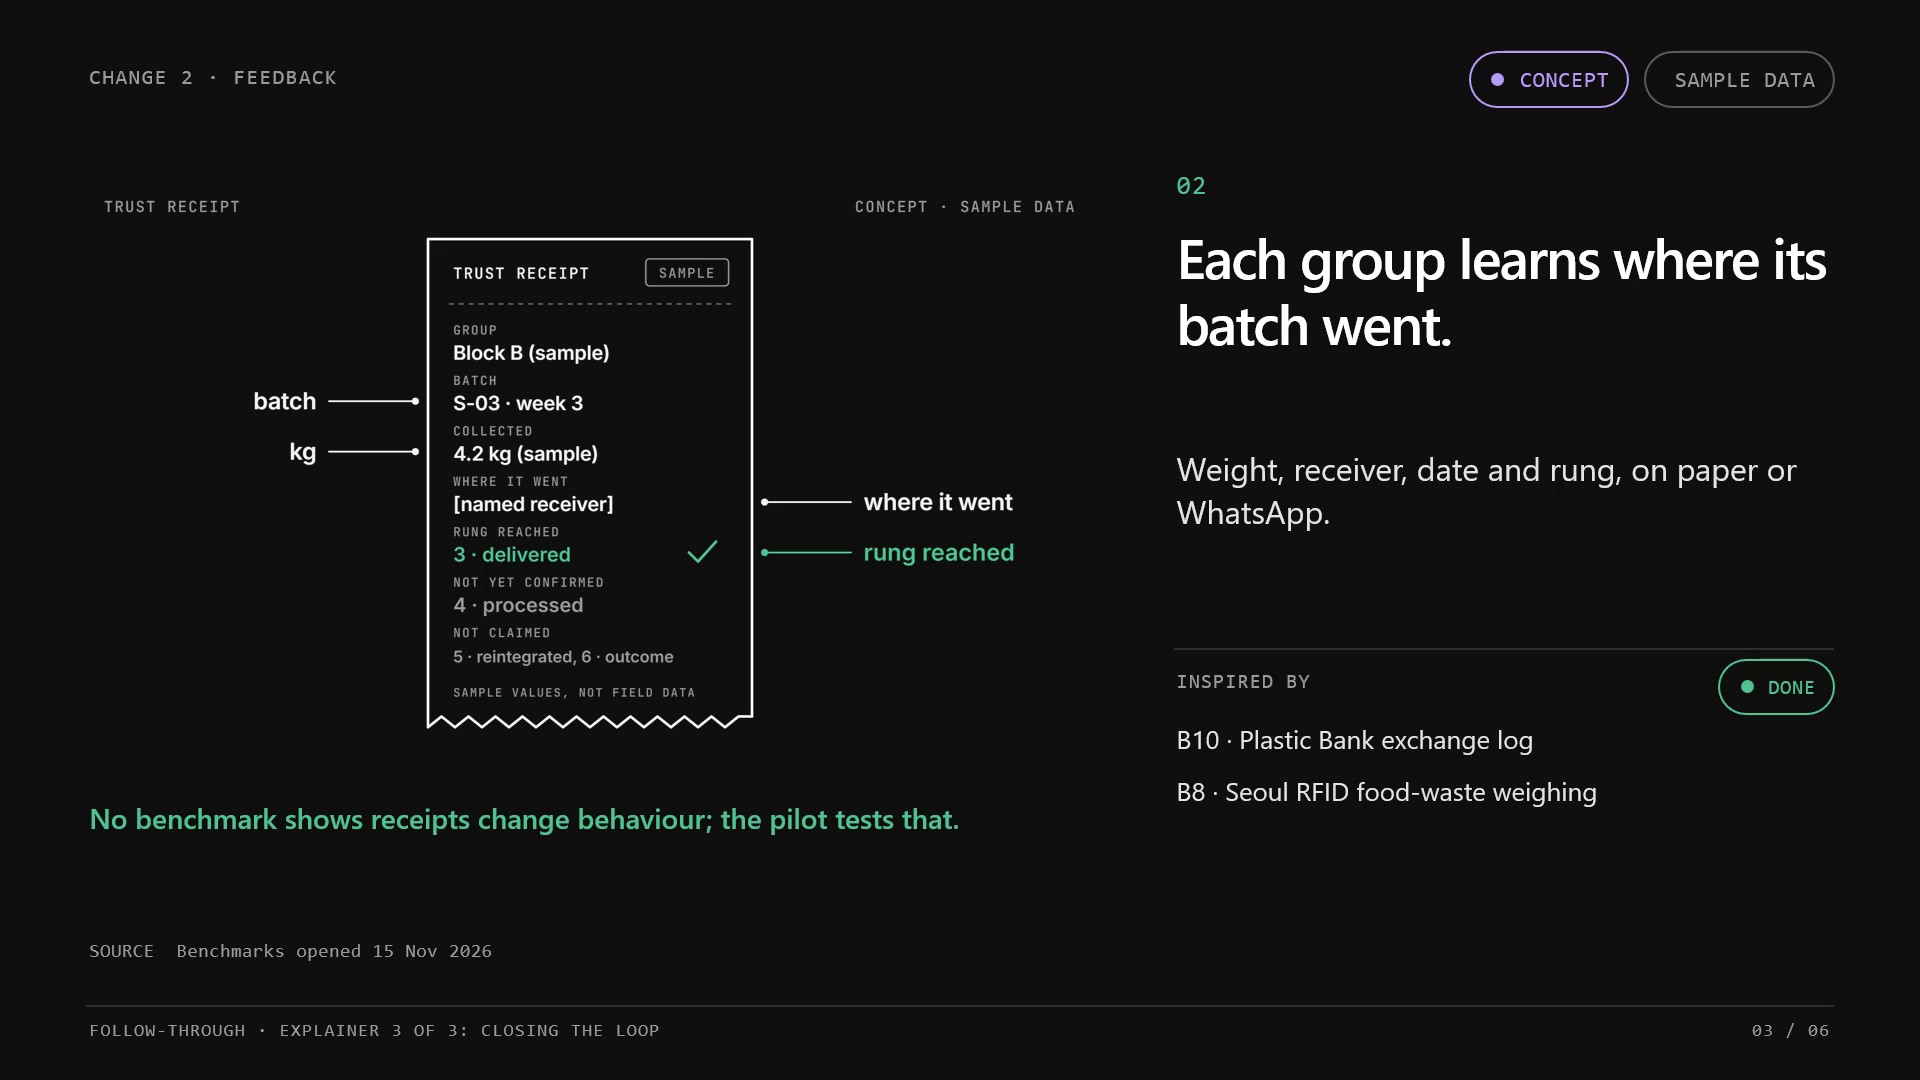 CHANGE 2 · FEEDBACK
CONCEPT
SAMPLE DATA
TRUST RECEIPT
CONCEPT · SAMPLE DATA
TRUST RECEIPT
SAMPLE
GROUP
Block B (sample)
BATCH
S-03 · week 3
COLLECTED
4.2 kg (sample)
WHERE IT WENT
[named receiver]
RUNG REACHED
3 · delivered
NOT YET CONFIRMED
4 · processed
NOT CLAIMED
5 · reintegrated, 6 · outcome
SAMPLE VALUES, NOT FIELD DATA
batch
kg
where it went
rung reached
No benchmark shows receipts change behaviour; the pilot tests that.
02
Each group learns where its
batch went.
Weight, receiver, date and rung, on paper or
WhatsApp.
INSPIRED BY
DONE
B10 · Plastic Bank exchange log
B8 · Seoul RFID food-waste weighing
SOURCE Benchmarks opened 15 Nov 2026
FOLLOW-THROUGH · EXPLAINER 3 OF 3: CLOSING THE LOOP
03 / 06